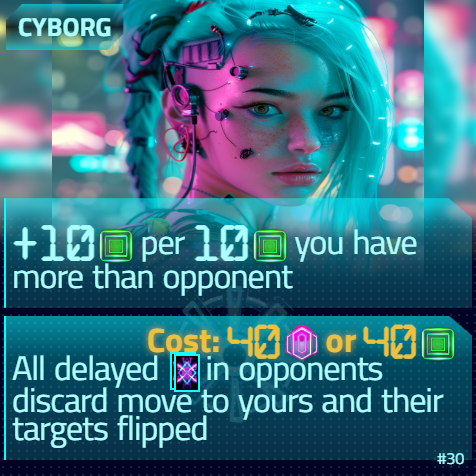 CYBORG
+10 per 10 you have
more than opponent
Cost: 40 or 40
All delayed in opponents
discard move to yours and their
targets flipped
#30